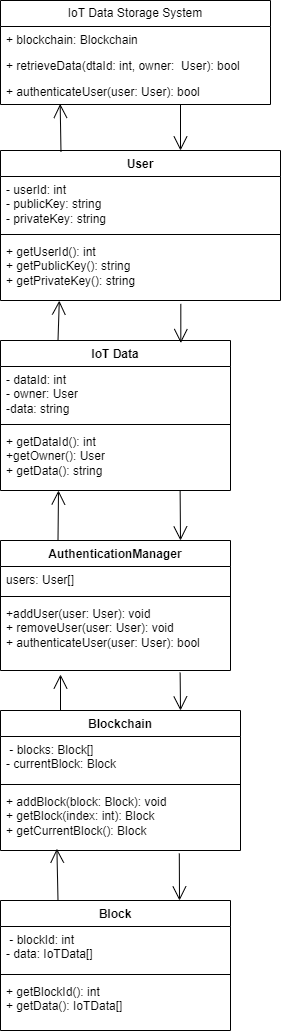 IoT Data Storage System
+ blockchain: Blockchain
+ retrieveData(dtaId: int, owner: User): bool
+ authenticateUser(user: User): bool
User
- userId: int
- publicKey: string
- privateKey: string
+ getUserId(): int
+ getPublicKey(): string
+ getPrivateKey(): string
IoT Data
- dataId: int
- owner: User
-data: string
+ getDataId(): int
+getOwner(): User
+ getData(): string
AuthenticationManager
users: User[]
+addUser(user: User): void
+ removeUser(user: User): void
+ authenticateUser(user: User): bool
Blockchain
- blocks: Block[]
- currentBlock: Block
+ addBlock(block: Block): void
+ getBlock(index: int): Block
+ getCurrentBlock(): Block
Block
- blockId: int
- data: IoTData[]
+ getBlockId(): int
+ getData(): IoTData[]